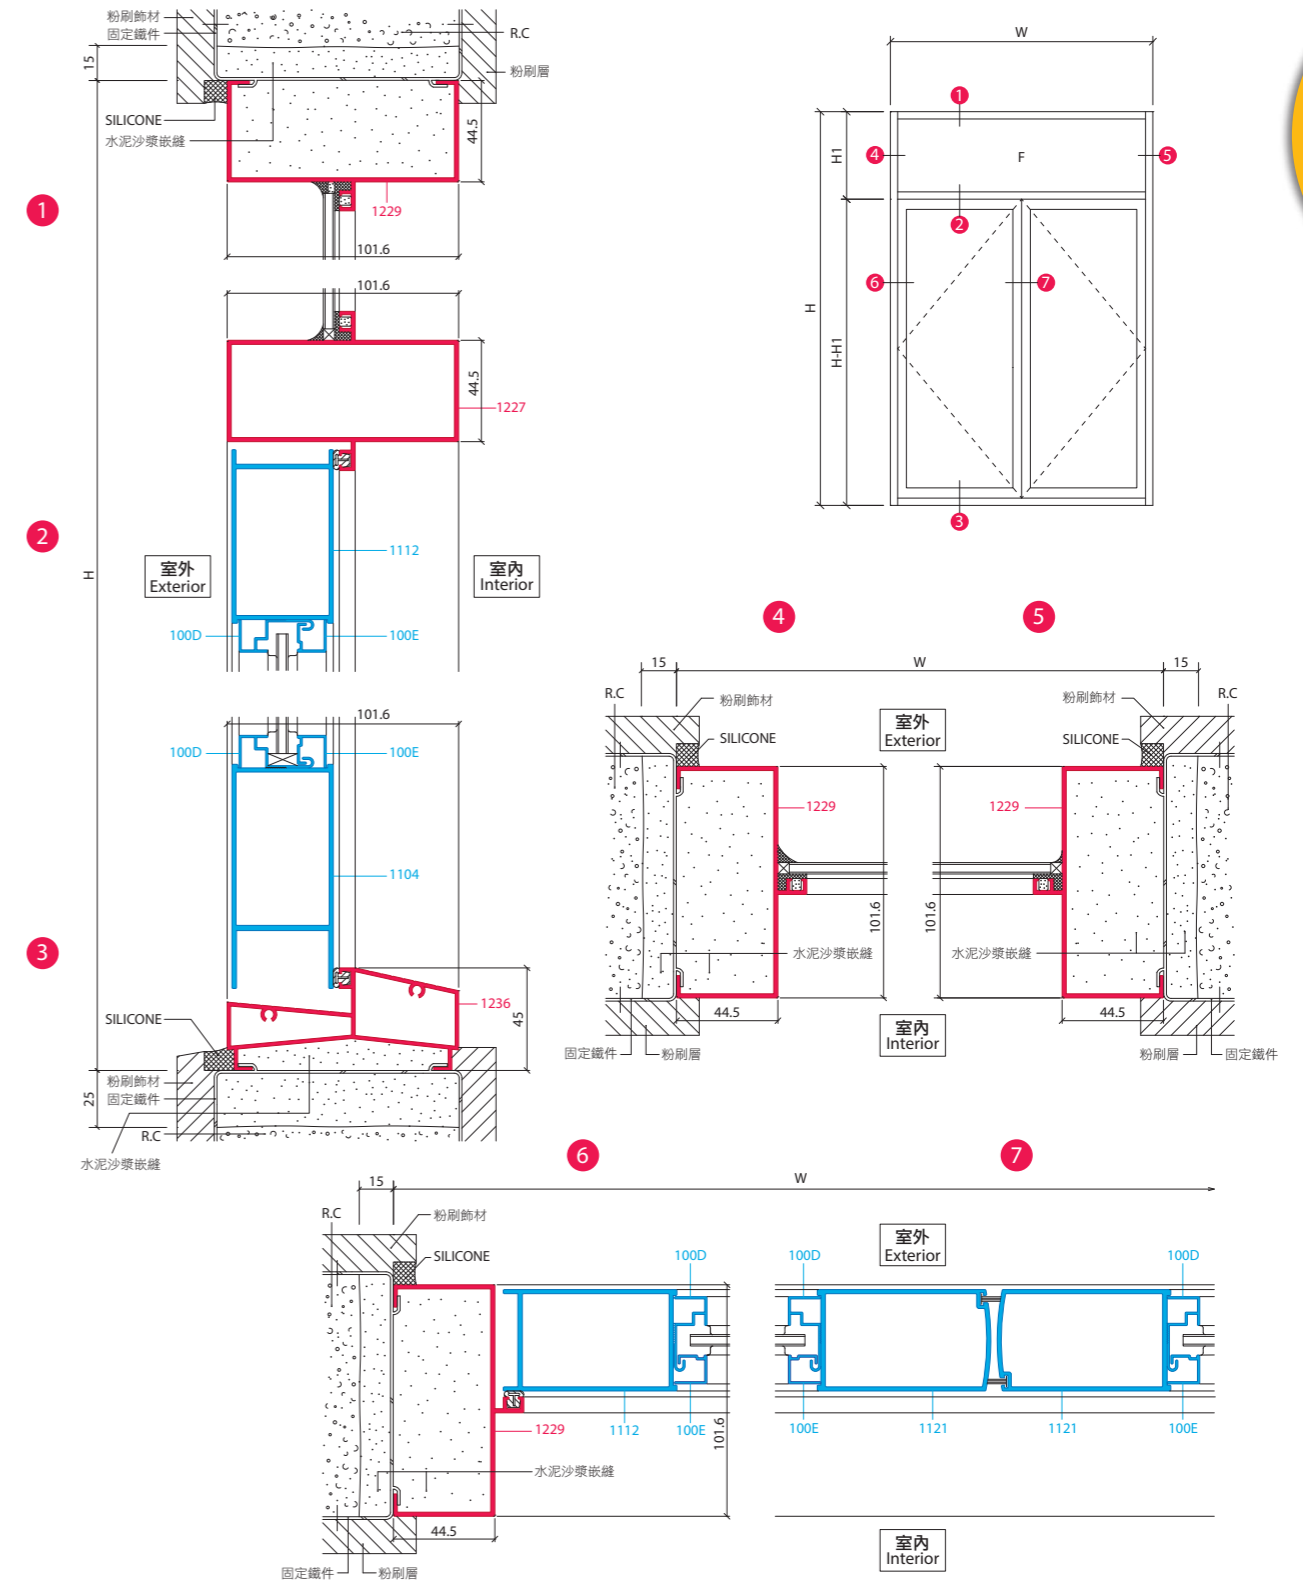 粉刷飾材
固定鐵件
R.C
15
粉刷層
SILICONE
水泥沙漿嵌縫
44.5
1
1229
101.6
101.6
44.5
1227
2
1112
室外
Exterior
室內
Interior
H
100D
100E
101.6
100D
100E
1104
3
1236
45
SILICONE
粉刷飾材
固定鐵件
25
R.C
水泥沙漿嵌縫
W
1
H1
4
F
5
2
6
7
H
H-H1
3
4
5
15
W
15
R.C
粉刷飾材
室外
Exterior
粉刷飾材
R.C
SILICONE
SILICONE
1229
1229
101.6
101.6
水泥沙漿嵌縫
水泥沙漿嵌縫
44.5
室內
Interior
44.5
固定鐵件
粉刷層
粉刷層
固定鐵件
6
7
15
W
R.C
粉刷飾材
室外
Exterior
SILICONE
100D
100D
100D
1229
1112
100E
101.6
100E
1121
1121
100E
水泥沙漿嵌縫
44.5
室內
Interior
固定鐵件
粉刷層